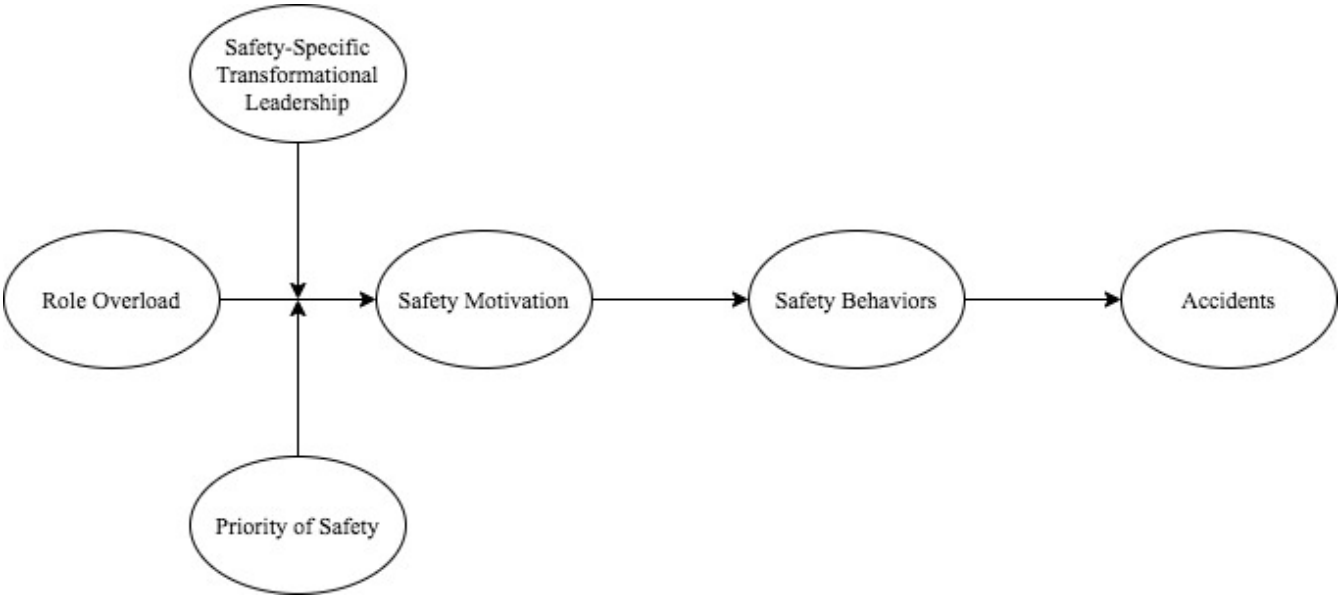 Safety-Specific
Transformational
Leadership
Role Overload
Safety Motivation
Safety Behaviors
Accidents
Priority of Safety